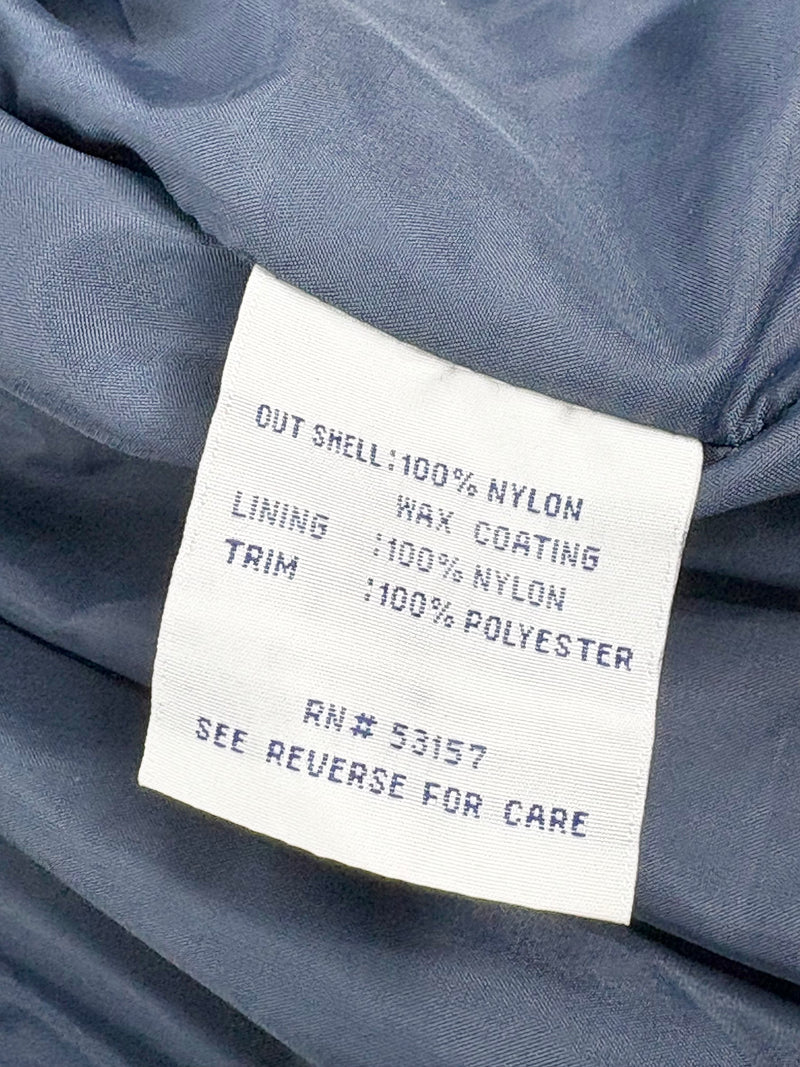 OUT SHELL:100% NYLON
WAX COATING
LINING :100% NYLON
TRIM :100% POLYESTER
RN# 53157
SEE REVERSE FOR CARE